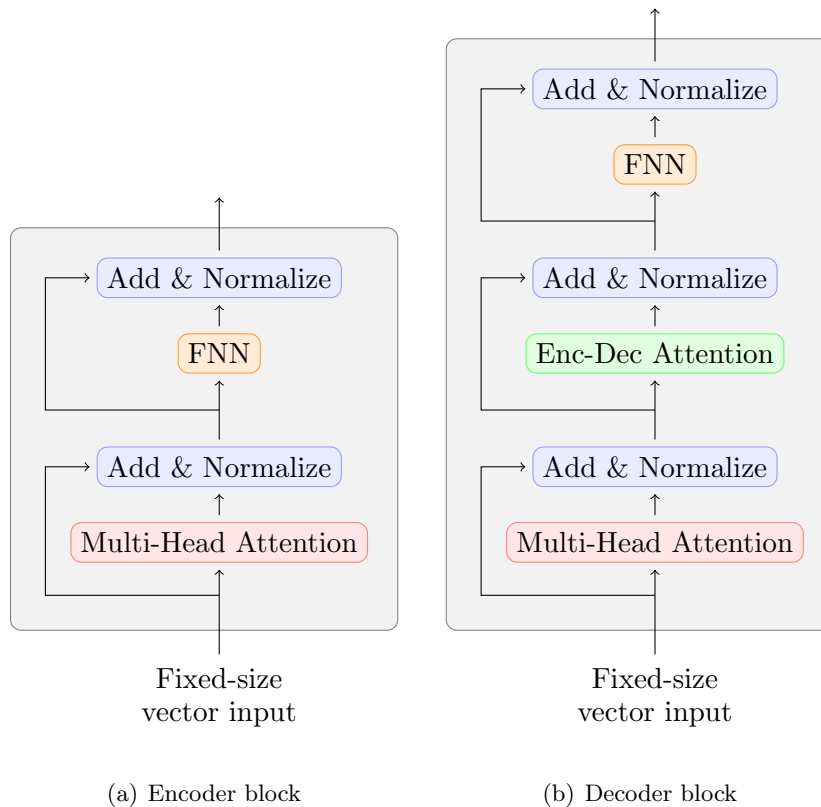 Add & Normalize
FNN
Add & Normalize
Multi-Head Attention
Fixed-size
vector input
(a) Encoder block
Add & Normalize
FNN
Add & Normalize
Enc-Dec Attention
Add & Normalize
Multi-Head Attention
Fixed-size
vector input
(b) Decoder block